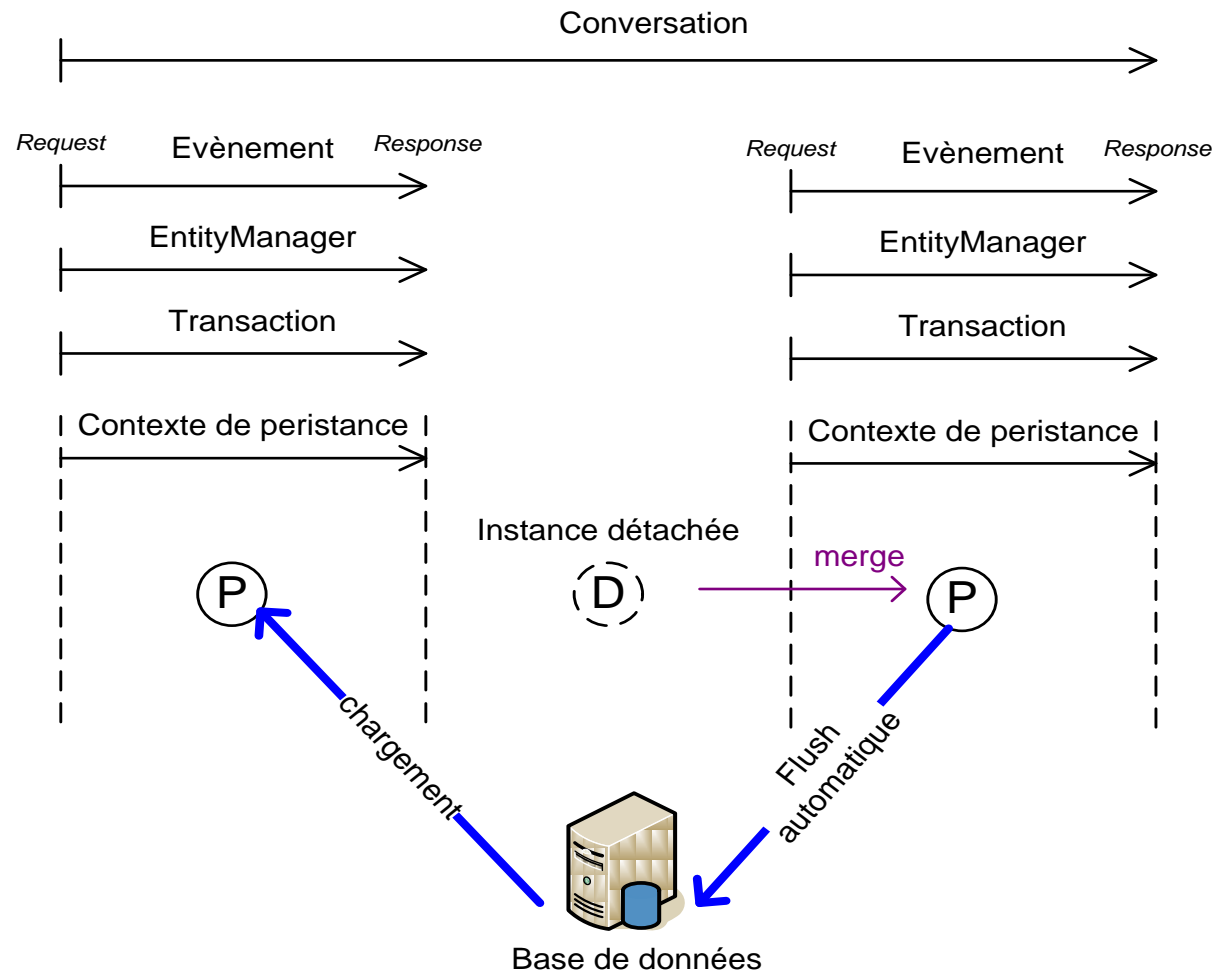 Conversation
Request Evènement Response
Request Evènement Response
EntityManager
EntityManager
Transaction
Transaction
Contexte de peristance
Contexte de peristance
Instance détachée
merge
P
D
P
chargement
Flush
automatique
Base de données